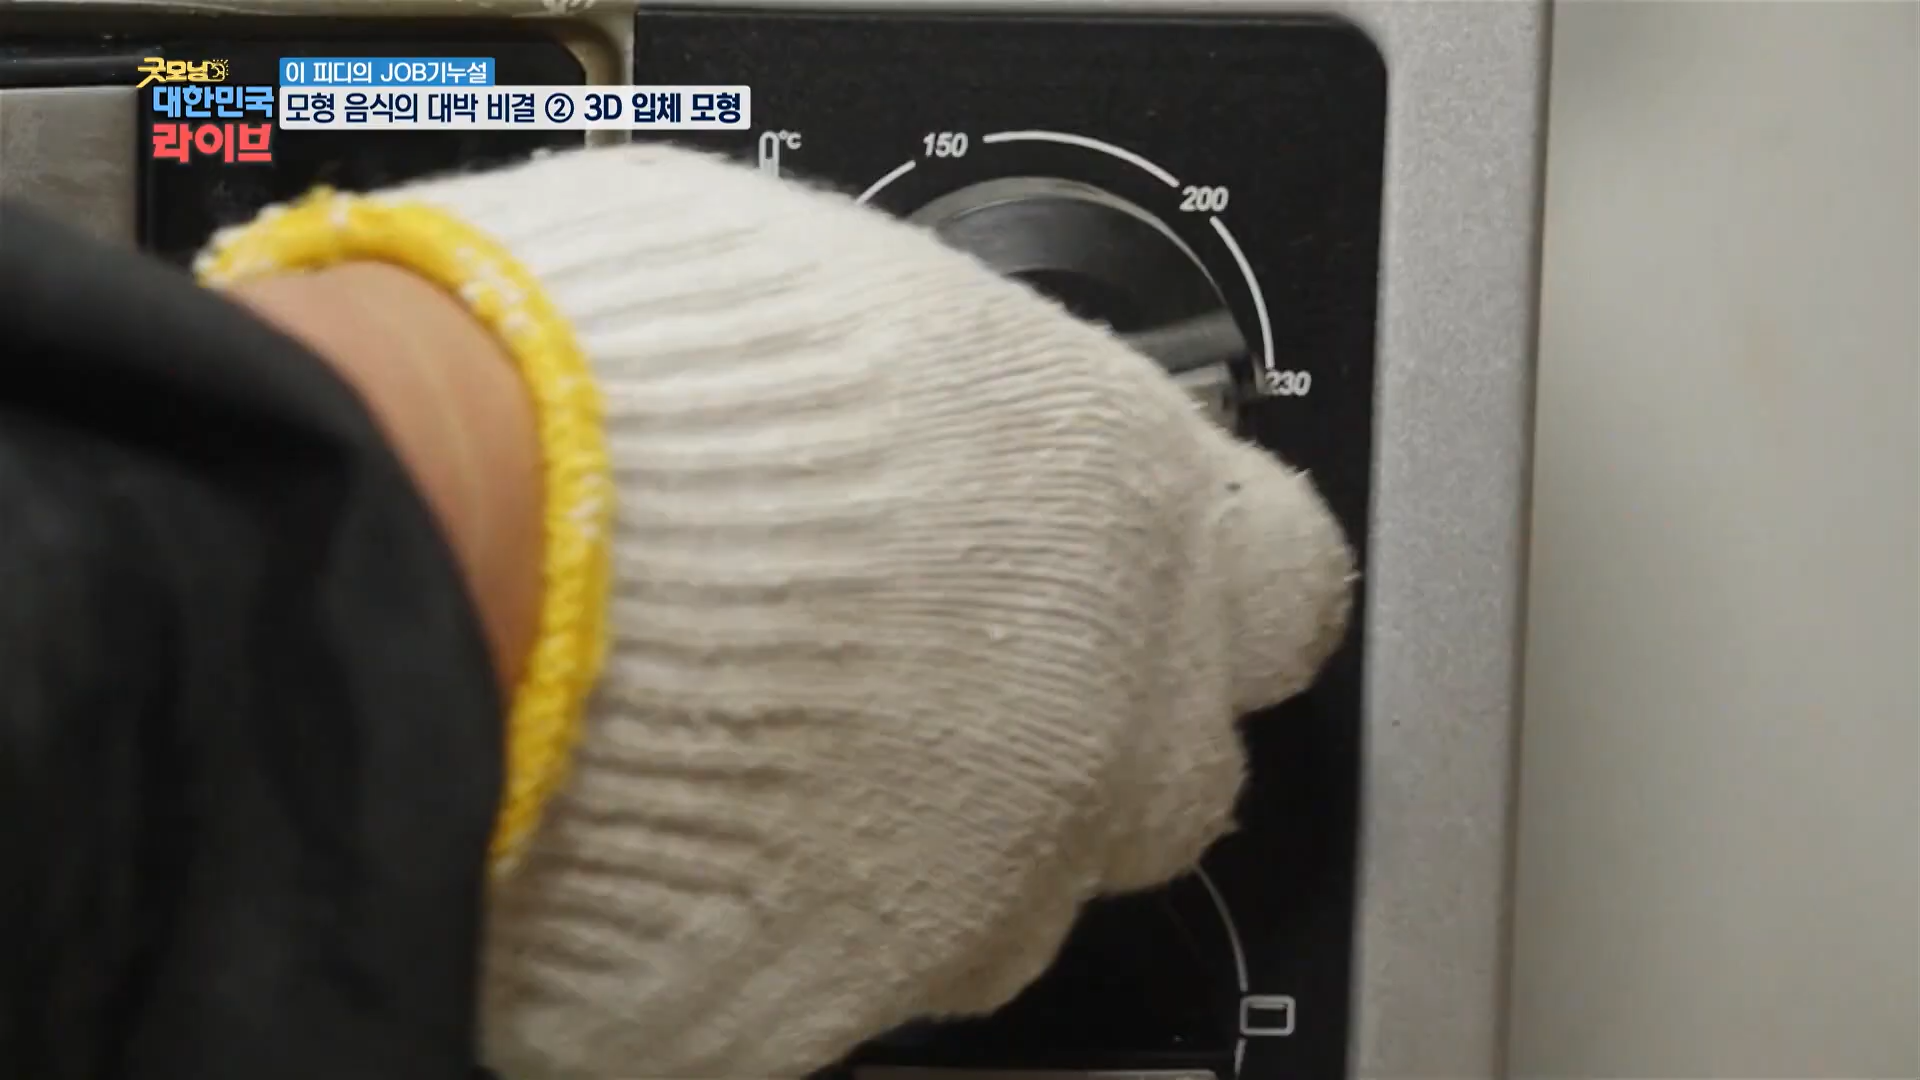 굿모닝
대한민국
라이브
이 피디의 JOB기누설
모형 음식의 대박 비결 ② 3D 입체 모형
°C
150
200
230